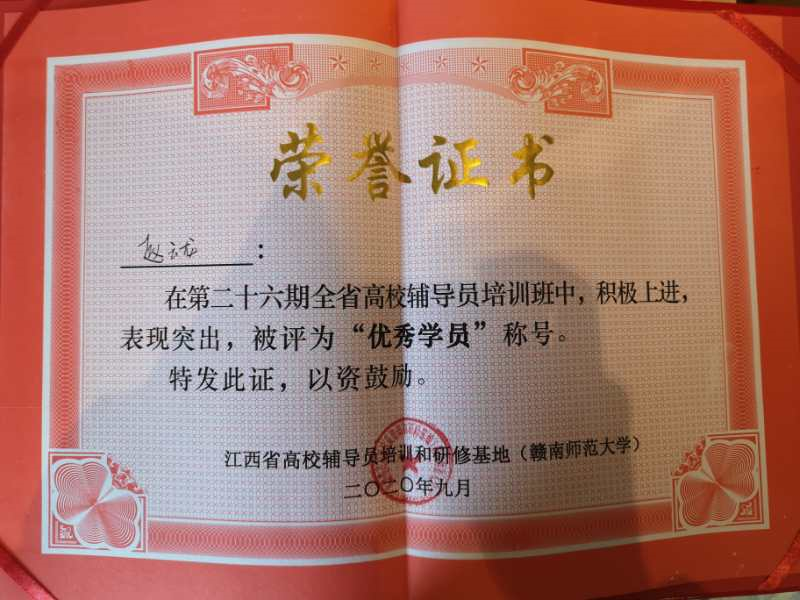 荣誉证书
赵云龙：
在第二十六期全省高校辅导员培训班中，积极上进，
表现突出，被评为“优秀学员”称号。
特发此证，以资鼓励。
江西省高校辅导员培训和研修基地（赣南师范大学）
二〇二〇年九月